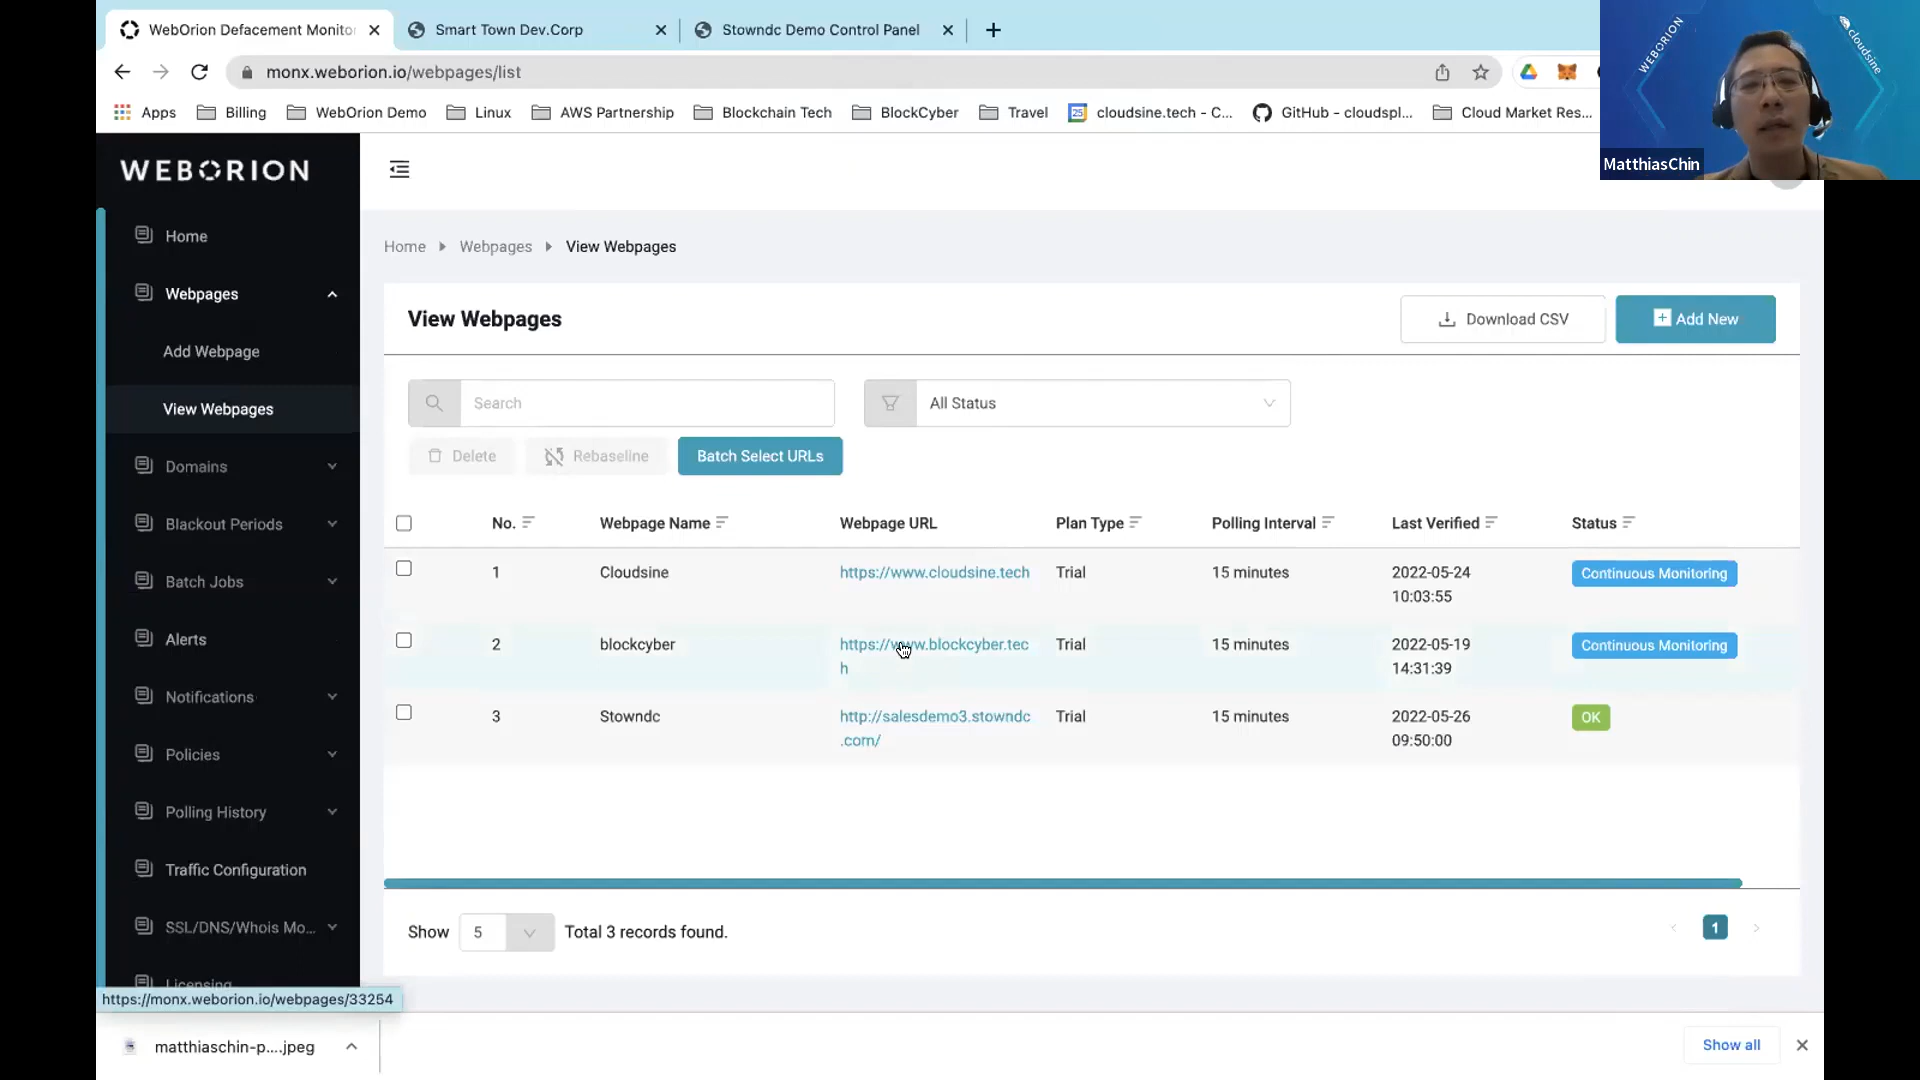 WebOrion Defacement Monito
Smart Town Dev.Corp
Stowndc Demo Control Panel
monx.weborion.io/webpages/list
Apps
Billing
WebOrion Demo
Linux
AWS Partnership
Blockchain Tech
BlockCyber
Travel
cloudsine.tech - C...
GitHub - cloudspl...
Cloud Market Res...
WEBORION
cloudsine
MatthiasChin
WEBORION
Home
Webpages
Add Webpage
View Webpages
Domains
Blackout Periods
Batch Jobs
Alerts
Notifications
Policies
Polling History
Traffic Configuration
SSL/DNS/Whois Mo...
Licensing
https://monx.weborion.io/webpages/33254
Home Webpages View Webpages
View Webpages
Download CSV
Add New
Search
All Status
Delete
Rebaseline
Batch Select URLs
No. Webpage Name Webpage URL Plan Type Polling Interval Last Verified Status
1 Cloudsine https://www.cloudsine.tech Trial 15 minutes 2022-05-24 Continuous Monitoring
10:03:55
2 blockcyber https://www.blockcyber.tec Trial 15 minutes 2022-05-19 Continuous Monitoring
h 14:31:39
3 Stowndc http://salesdemo3.stowndc Trial 15 minutes 2022-05-26 OK
.com/ 09:50:00
Show 5 Total 3 records found.
1
matthiaschin-p....jpeg
Show all